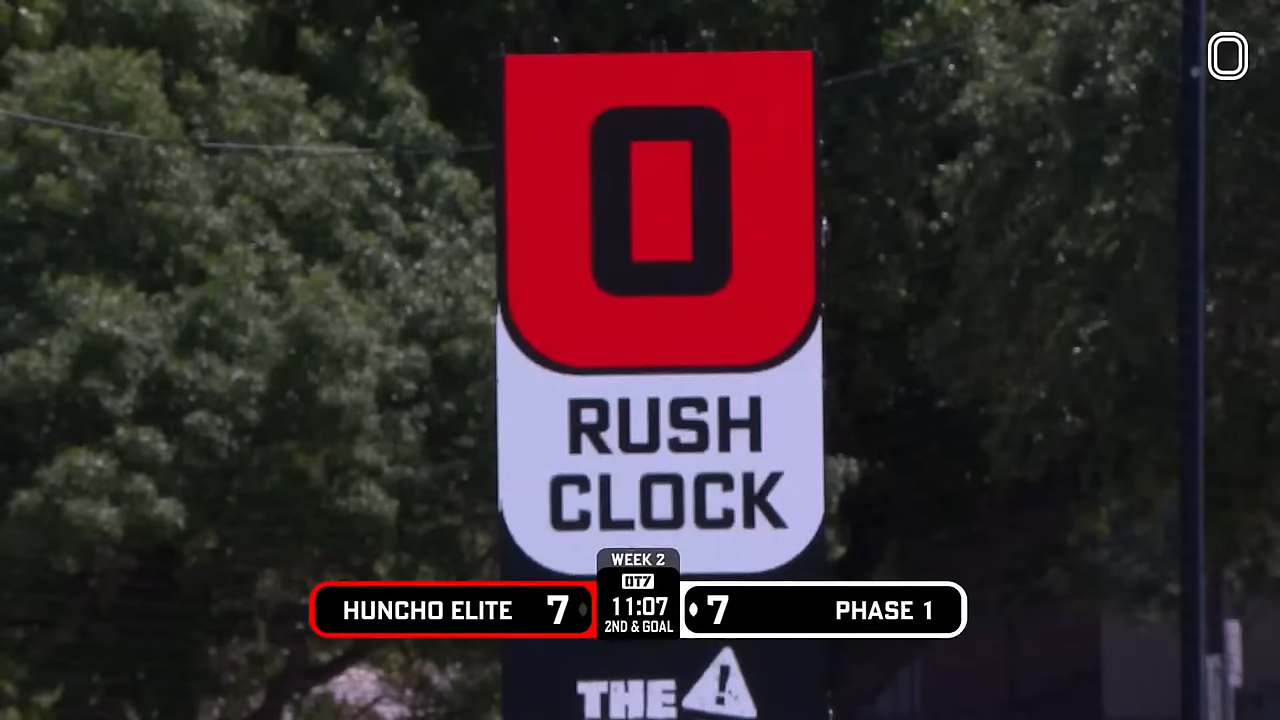 0
RUSH
CLOCK
WEEK 2
OT7
HUNCHO ELITE 7 11:07 7 PHASE 1
2ND & GOAL
THE